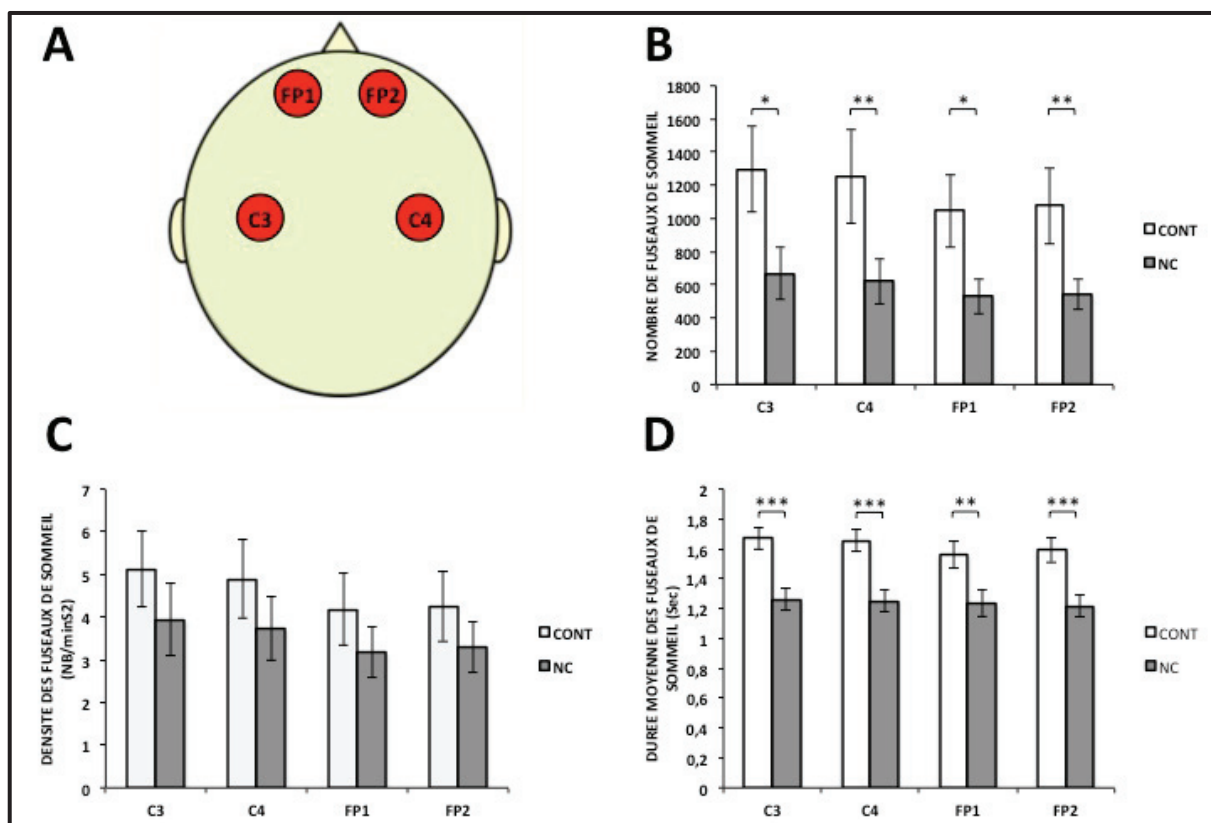 A
FP1 FP2
C3 C4
B
NOMBRE DE FUSEAUX DE SOMMEIL
1800
1600
1400
1200
1000
800
600
400
200
0
* ** * **
C3 C4 FP1 FP2
CONT
NC
C
DENSITE DES FUSEAUX DE SOMMEIL
(NB/minS2)
7
6
5
4
3
2
1
0
C3 C4 FP1 FP2
CONT
NC
D
DUREE MOYENNE DES FUSEAUX DE
SOMMEIL (Sec)
2
1,8
1,6
1,4
1,2
1
0,8
0,6
0,4
0,2
0
*** *** ** ***
C3 C4 FP1 FP2
CONT
NC